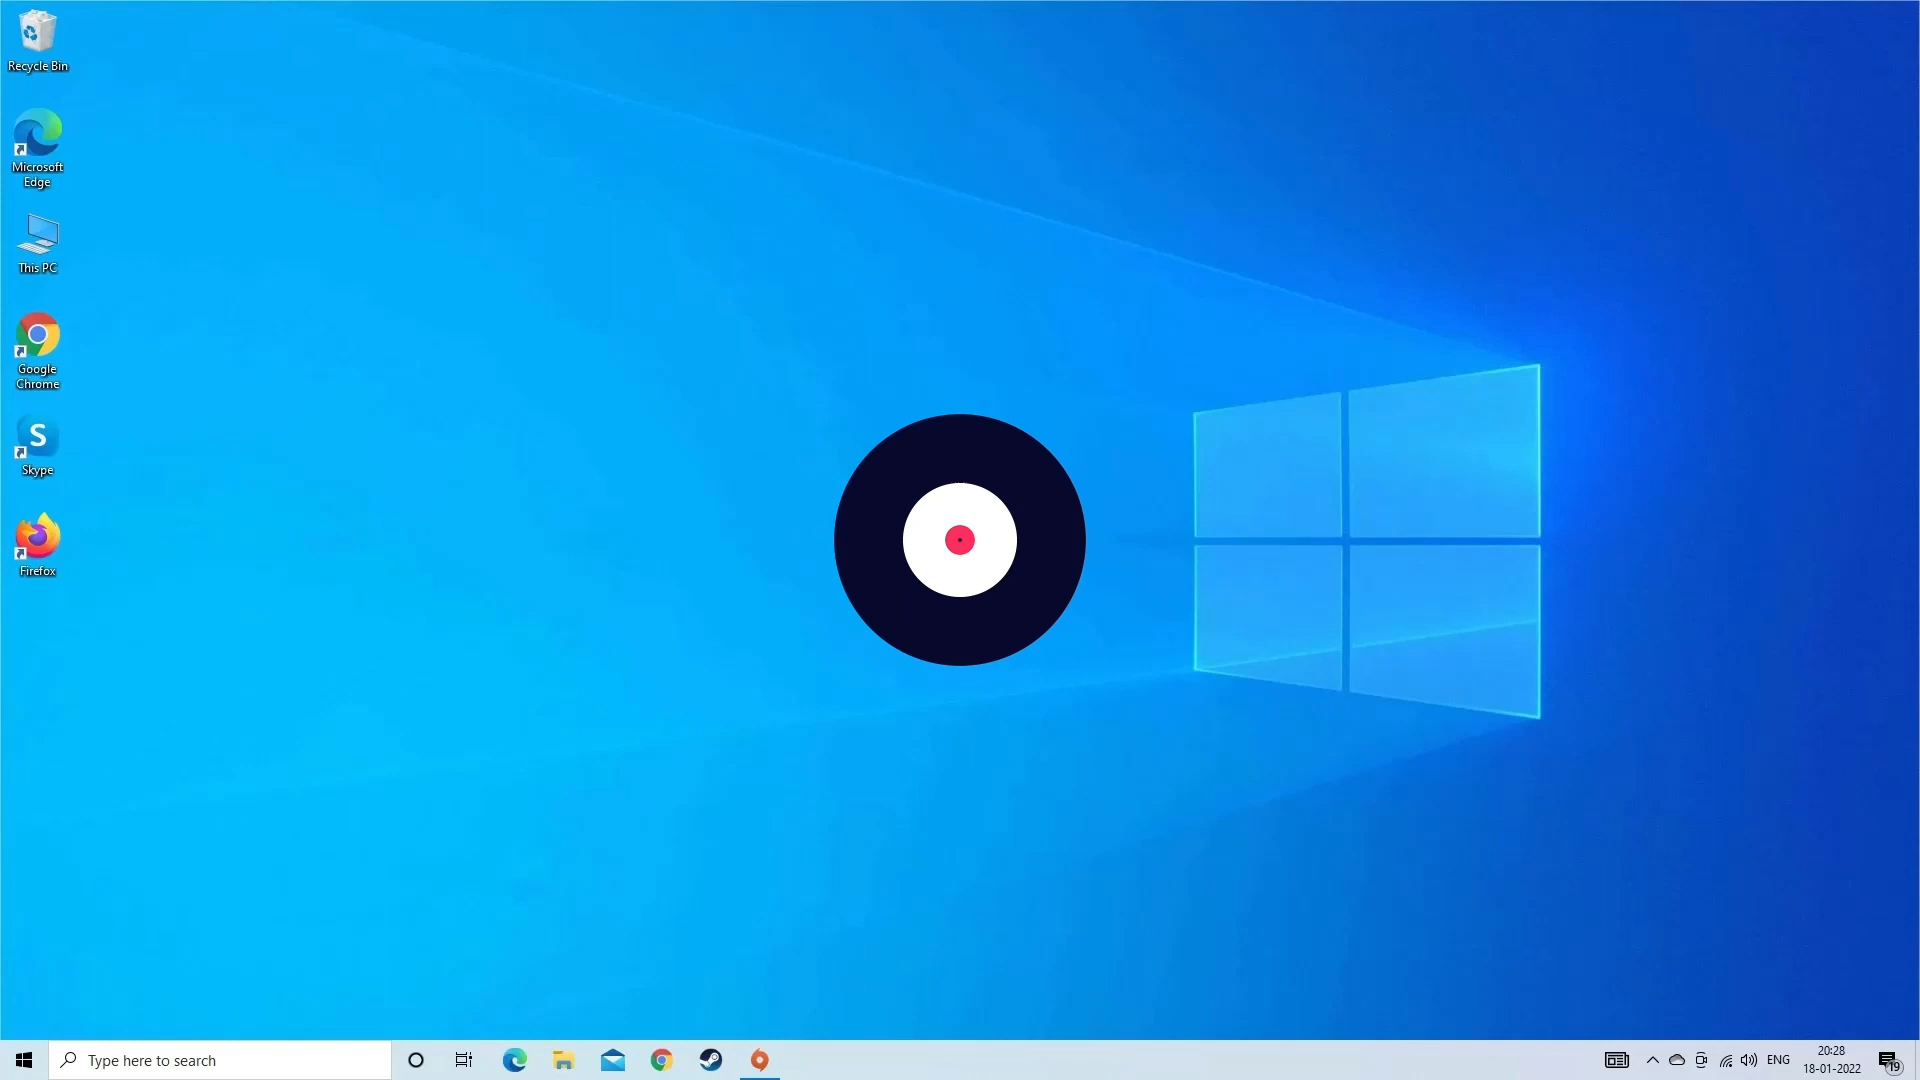 Recycle Bin
Microsoft
Edge
This PC
Google
Chrome
S
Skype
Firefox
Type here to search
ENG
20:28
18-01-2022
19